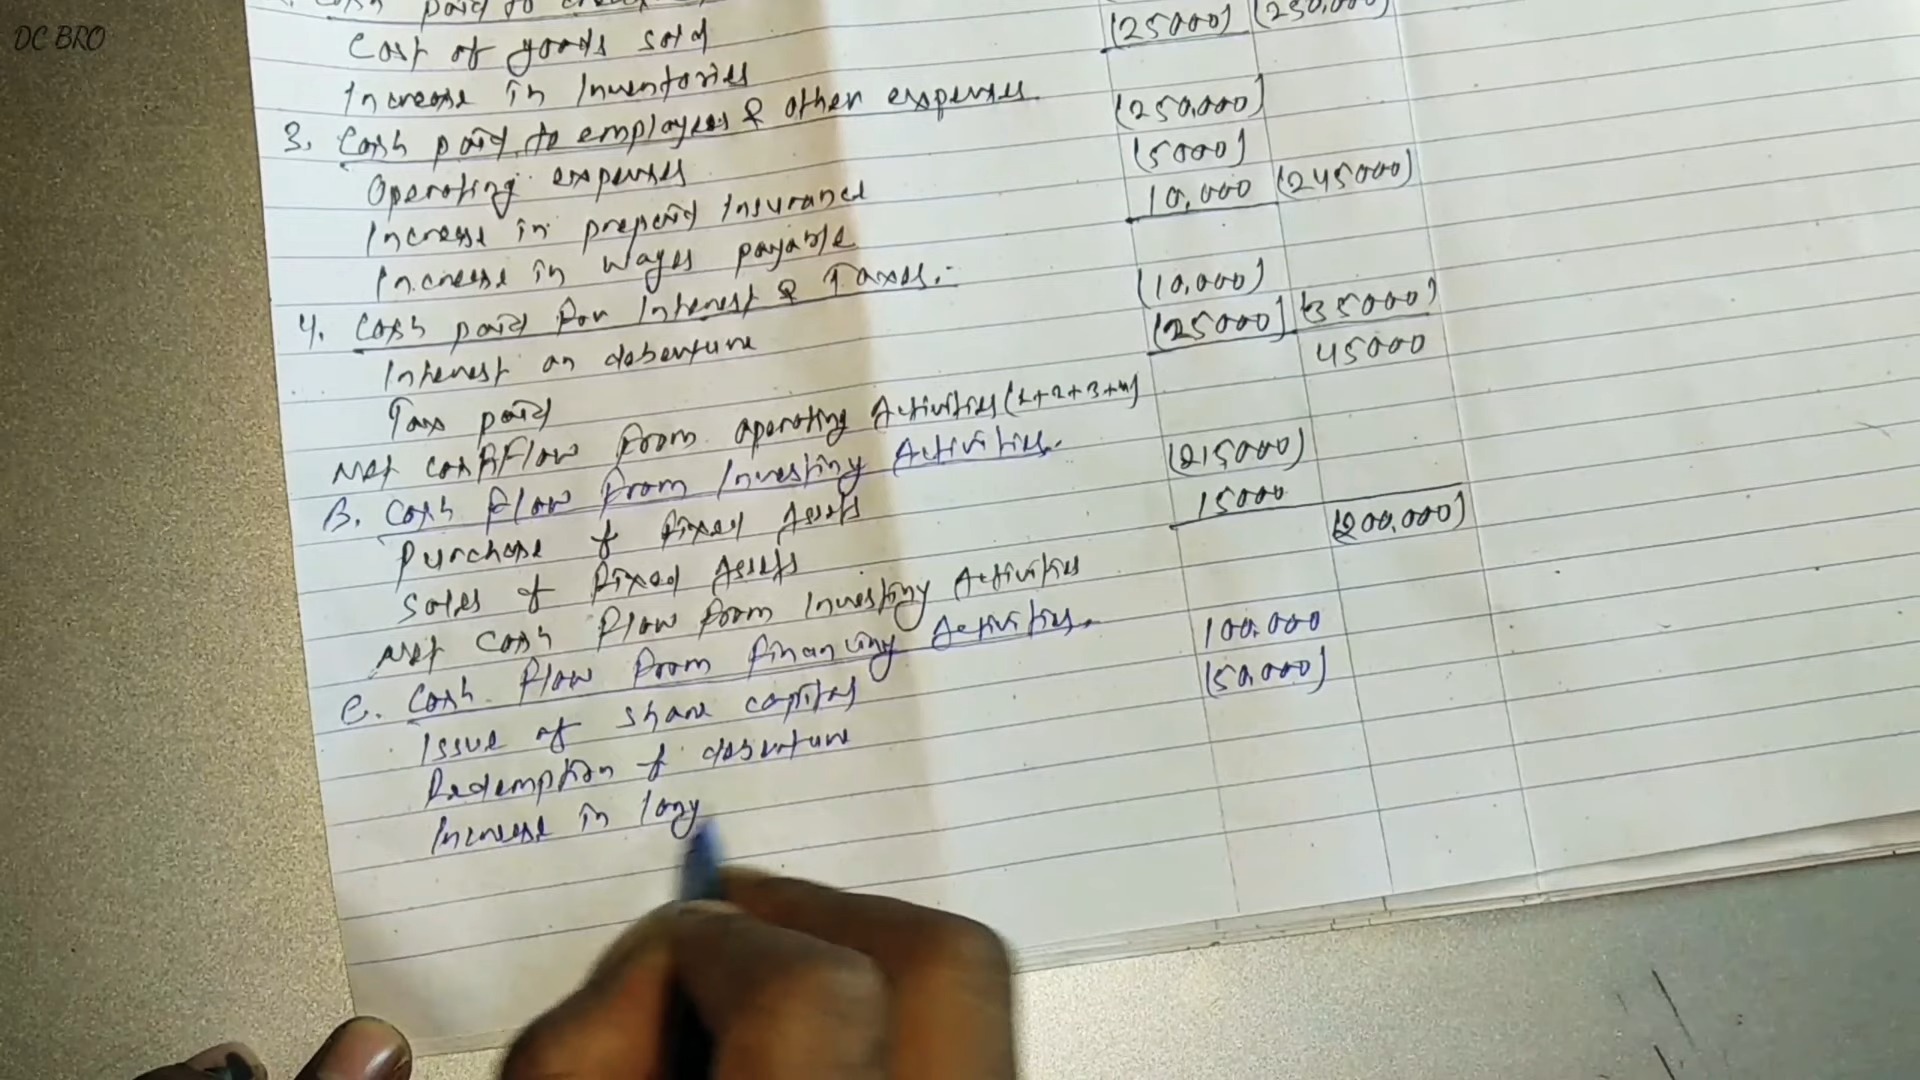 DC BRO
2. Cash paid to
Cost of goods sold
Increase in Inventories (25000) (250,000)
3. Cash paid to employees & other expenses
Operating expenses (250,000)
Increase in prepaid Insurance (5000)
Increase in wages payable 10,000 (245000)
4. Cash paid for Interest & Taxes:-
Interest on debenture (10,000)
Tax paid (25000) (35000)
Net cashflow from operating Activities (1+2+3+4) 45000
B. Cash flow from Investing Activities.
Purchase of fixed Assets (215000)
Sales of fixed Assets 15000
Net cash flow from Investing Activities (200,000)
C. Cash flow from financing Activities.
Issue of share capital 100,000
Redemption of debenture (50,000)
Increase in long